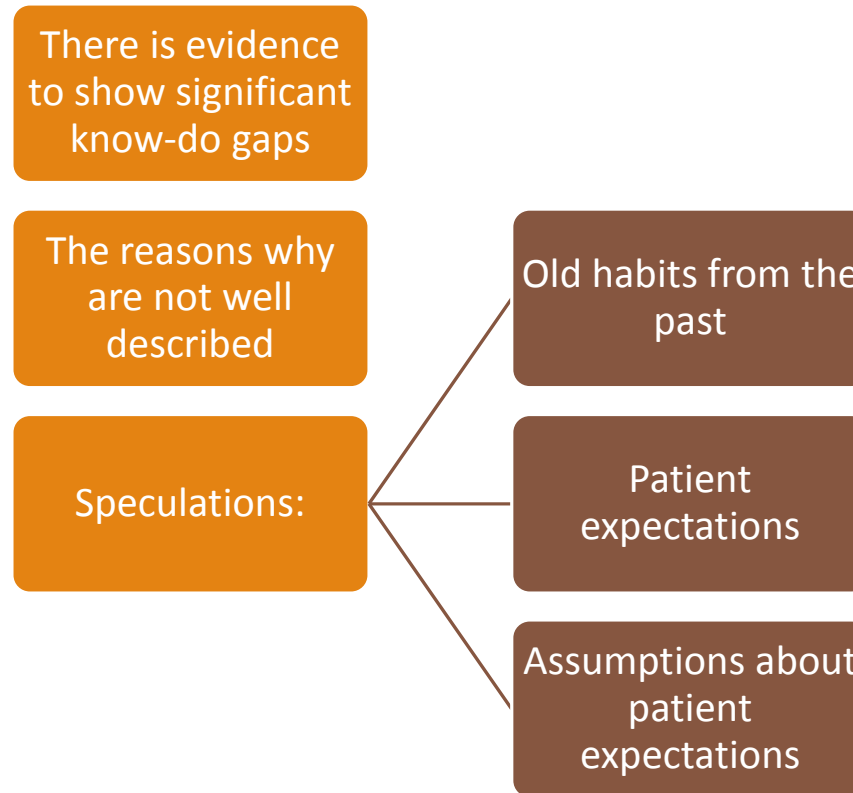 There is evidence
to show significant
know-do gaps
The reasons why
are not well
described
Speculations:
Old habits from the
past
Patient
expectations
Assumptions about
patient
expectations